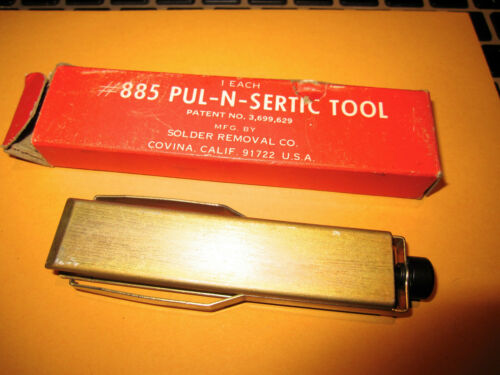 1 EACH
#885 PUL-N-SERTIC TOOL
PATENT NO. 3,699,629
MFG. BY
SOLDER REMOVAL CO.
COVINA, CALIF. 91722 U.S.A.